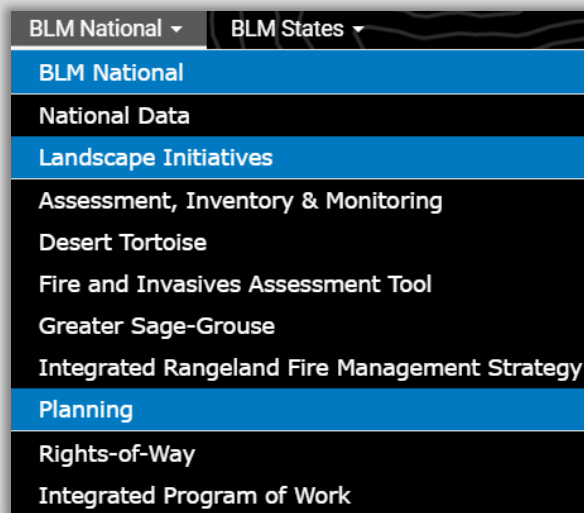 BLM National BLM States
BLM National
National Data
Landscape Initiatives
Assessment, Inventory & Monitoring
Desert Tortoise
Fire and Invasives Assessment Tool
Greater Sage-Grouse
Integrated Rangeland Fire Management Strategy
Planning
Rights-of-Way
Integrated Program of Work